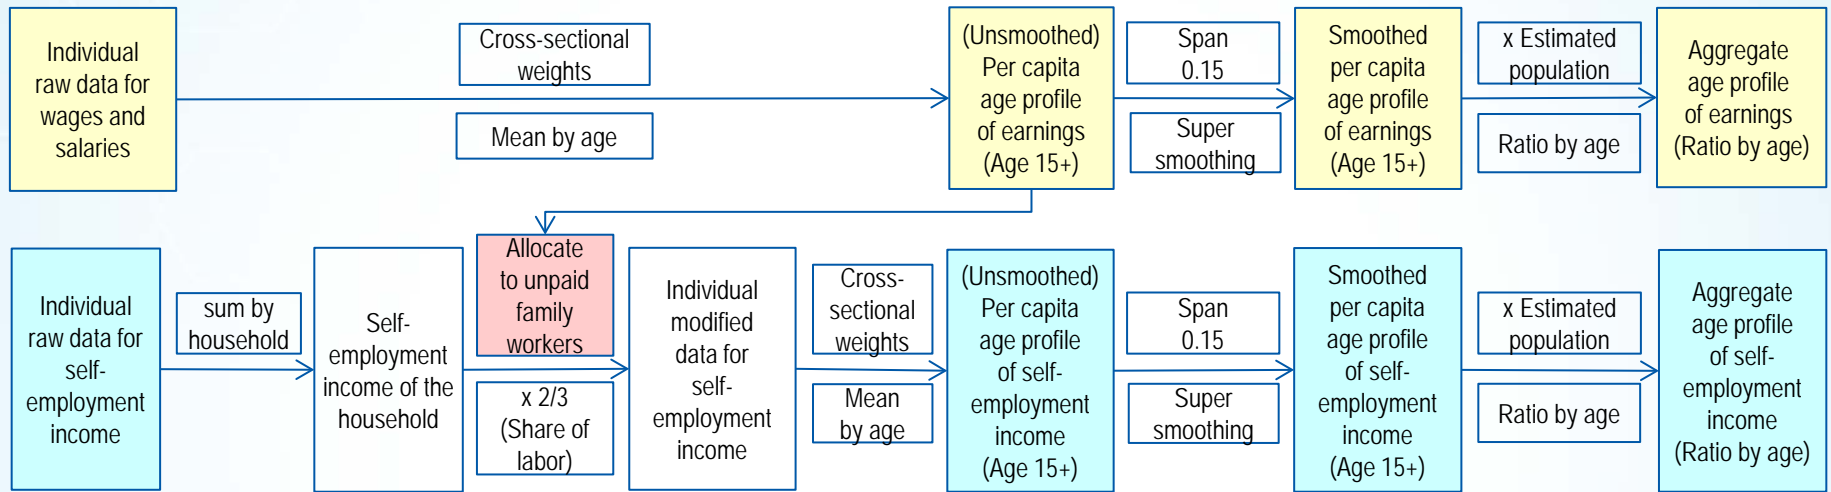 Individual
raw data for
wages and
salaries
Cross-sectional
weights
Mean by age
(Unsmoothed)
Per capita
age profile
of earnings
(Age 15+)
Span
0.15
Super
smoothing
Smoothed
per capita
age profile
of earnings
(Age 15+)
x Estimated
population
Ratio by age
Aggregate
age profile
of earnings
(Ratio by age)
Individual
raw data for
self-
employment
income
sum by
household
Self-
employment
income of the
household
Allocate
to unpaid
family
workers
x 2/3
(Share of
labor)
Individual
modified
data for
self-
employment
income
Cross-
sectional
weights
Mean
by age
(Unsmoothed)
Per capita
age profile
of self-
employment
income
(Age 15+)
Span
0.15
Super
smoothing
Smoothed
per capita
age profile
of self-
employment
income
(Age 15+)
x Estimated
population
Ratio by age
Aggregate
age profile
of self-
employment
income
(Ratio by age)